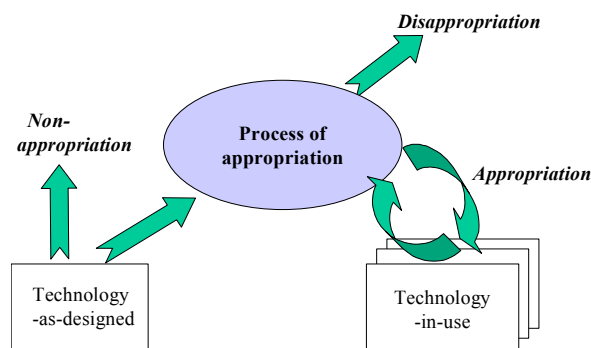 Disappropriation
Non-
appropriation
Process of
appropriation
Appropriation
Technology
-as-designed
Technology
-in-use